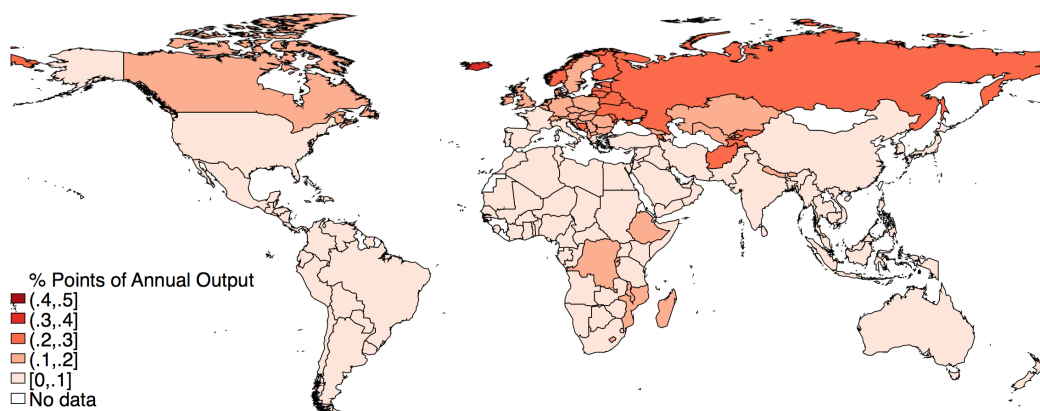 % Points of Annual Output
(.4,.5]
(.3,.4]
(.2,.3]
(.1,.2]
[0,.1]
No data